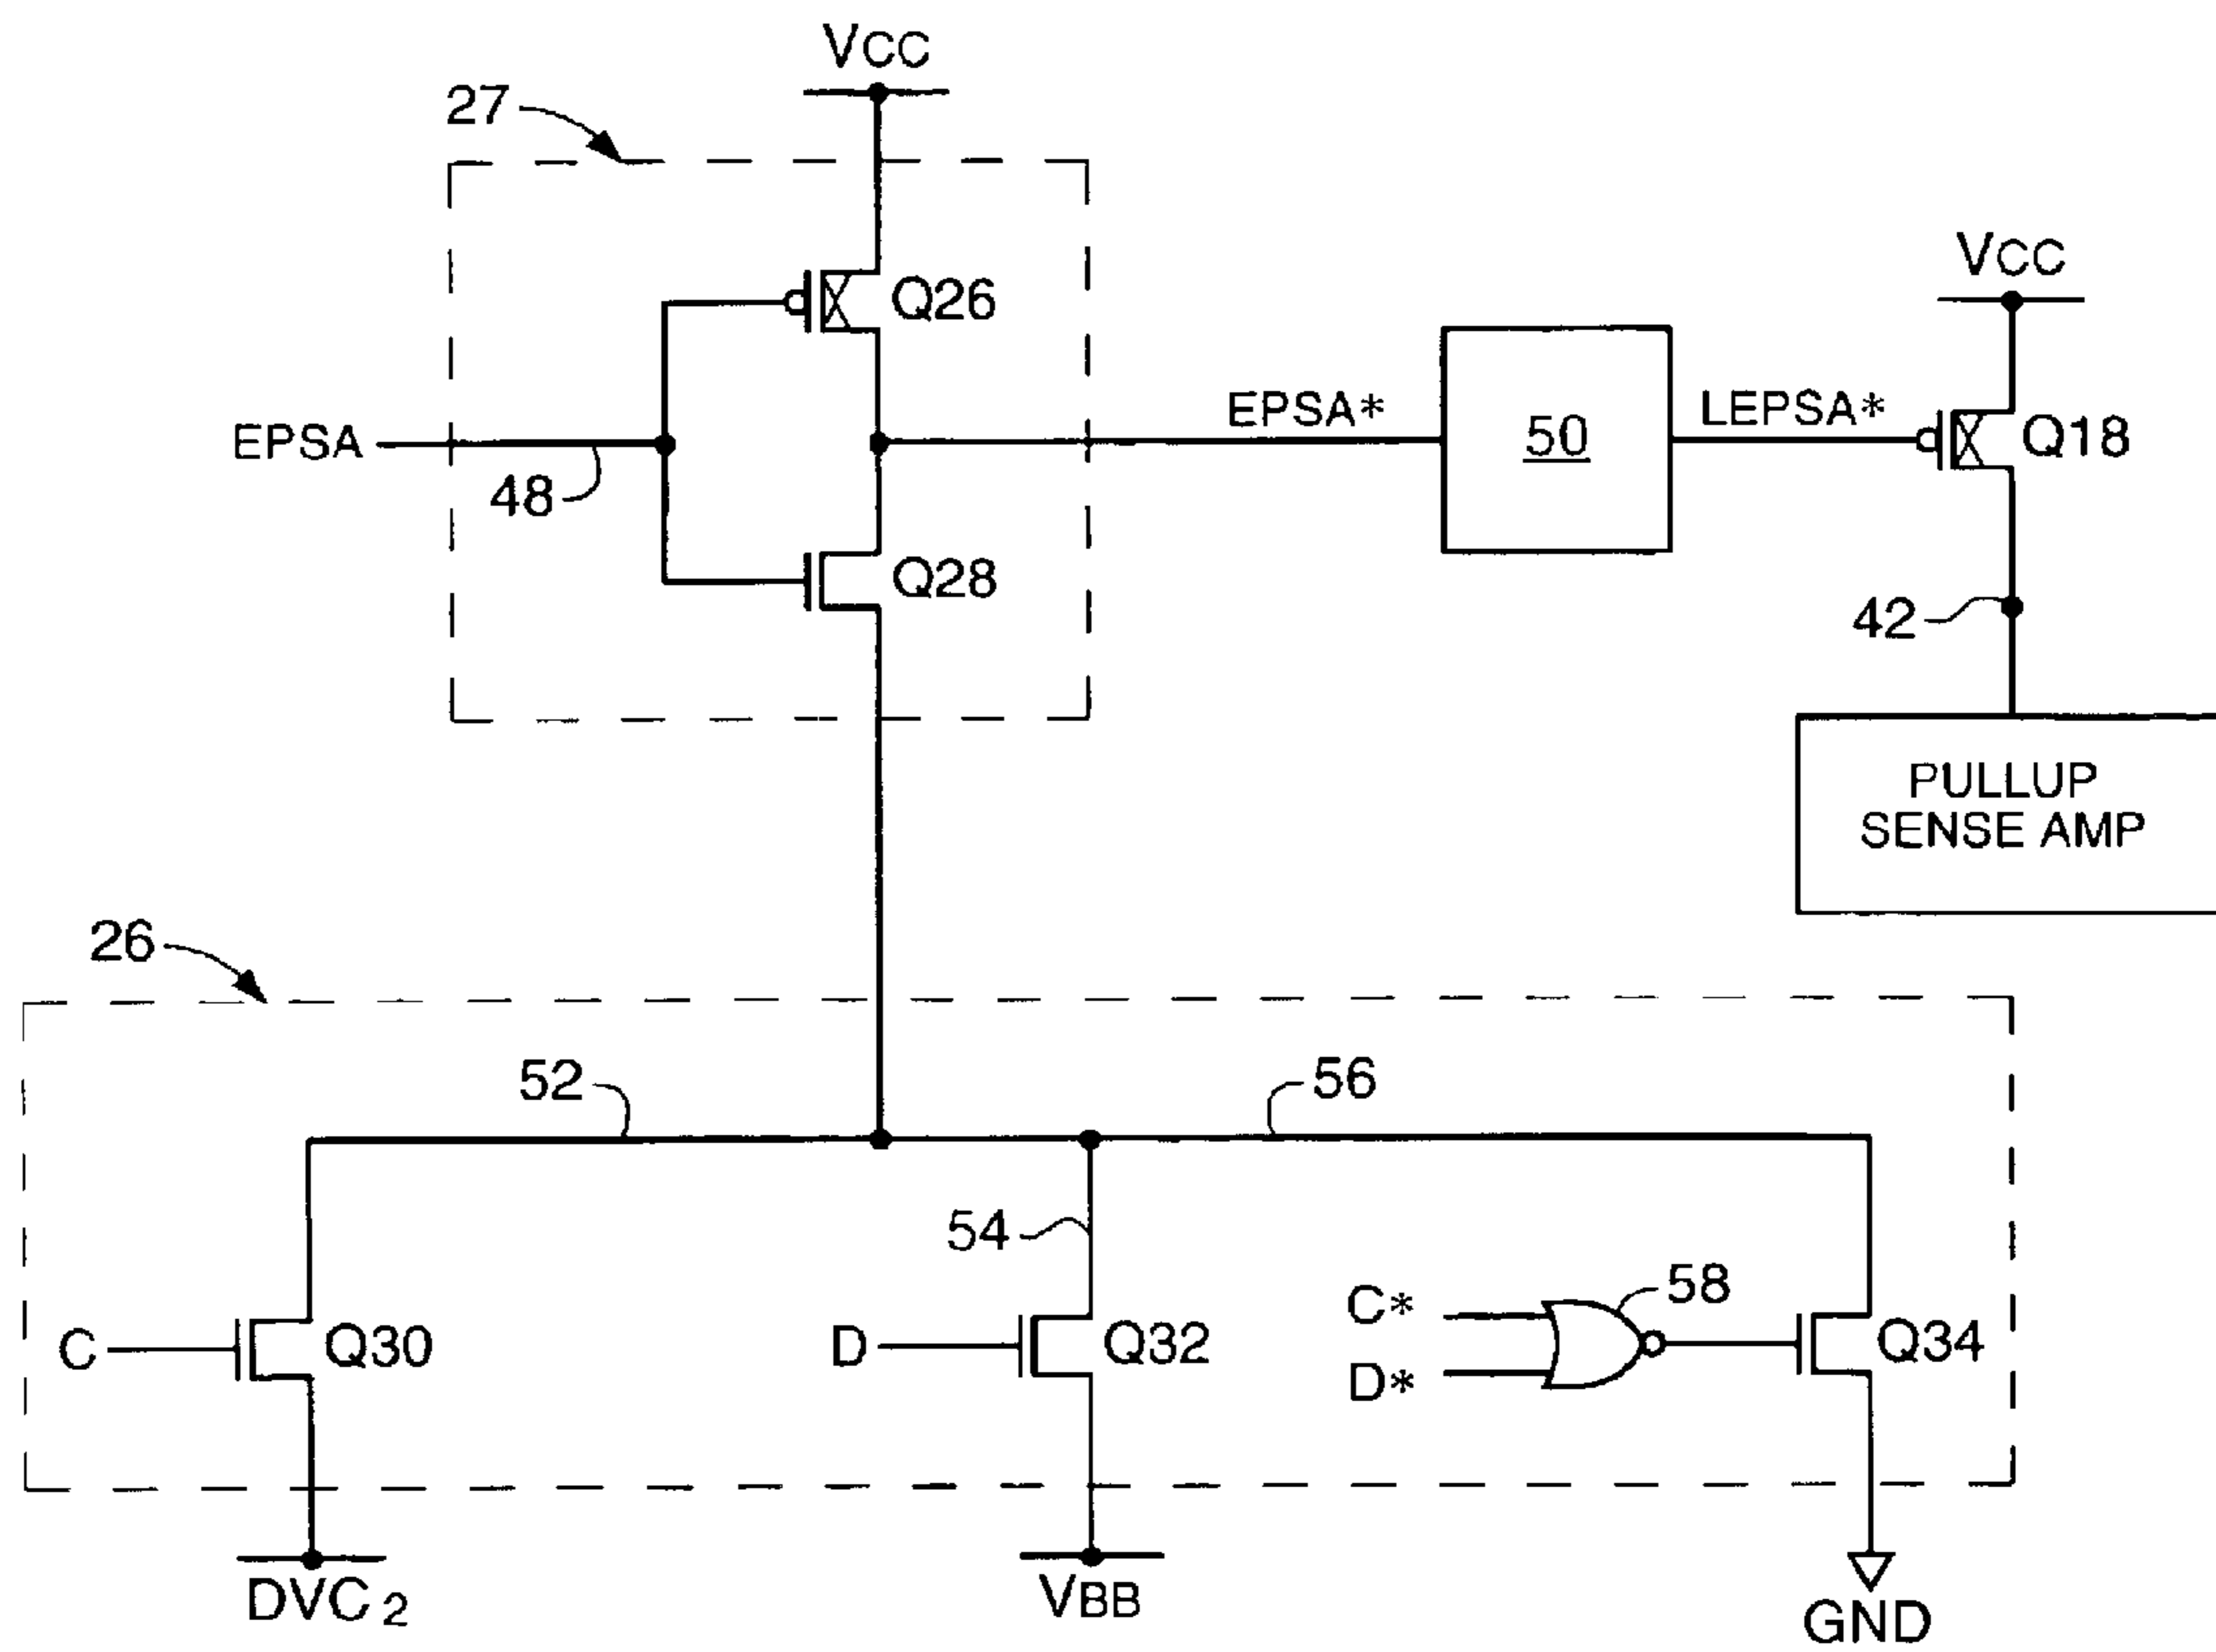 VCC
27
Q26
VCC
EPSA
48
EPSA*
50
LEPSA*
Q18
Q28
42
PULLUP
SENSE AMP
26
52
56
54
C
Q30
D
Q32
C*
D*
58
Q34
DVC2
VBB
GND